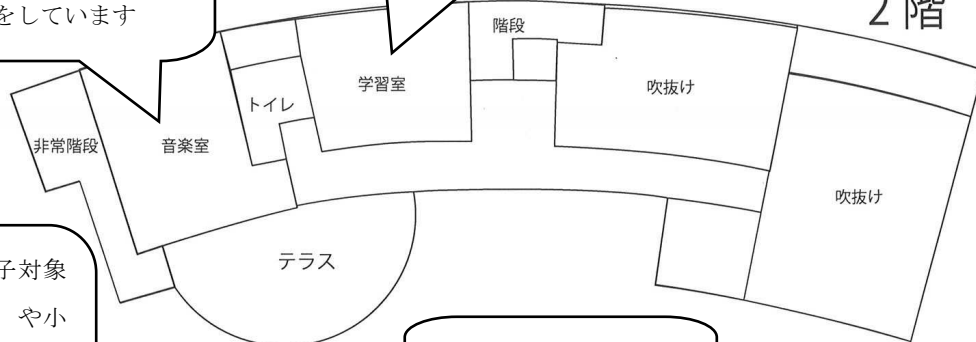 をしています
2階
階段
学習室
吹抜け
トイレ
非常階段
音楽室
吹抜け
テラス
子対象
や小